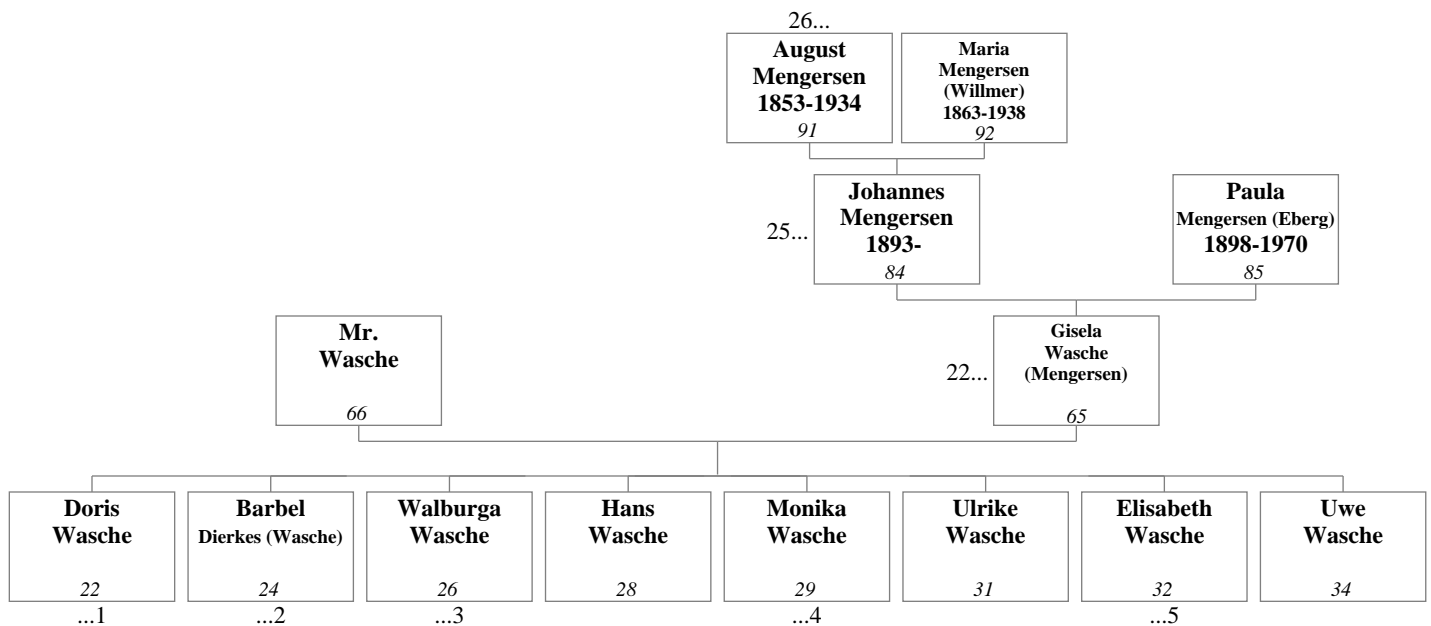 26...
August
Mengersen
1853-1934
91
Maria
Mengersen
(Willmer)
1863-1938
92
25...
Johannes
Mengersen
1893-
84
Paula
Mengersen (Eberg)
1898-1970
85
Mr.
Wasche
66
22...
Gisela
Wasche
(Mengersen)
65
Doris
Wasche
22
...1
Barbel
Dierkes (Wasche)
24
...2
Walburga
Wasche
26
...3
Hans
Wasche
28
Monika
Wasche
29
...4
Ulrike
Wasche
31
Elisabeth
Wasche
32
...5
Uwe
Wasche
34